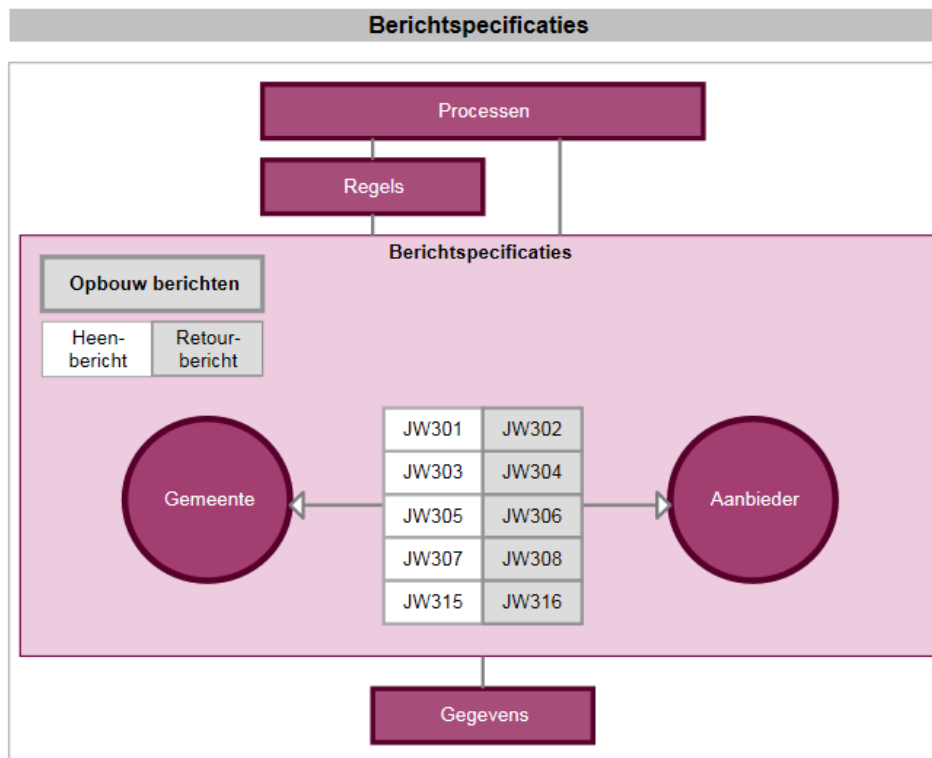 Berichtspecificaties
Processen
Regels
Berichtspecificaties
Opbouw berichten
Heen-
bericht
Retour-
bericht
Gemeente
JW301
JW302
JW303
JW304
JW305
JW306
JW307
JW308
JW315
JW316
Aanbieder
Gegevens